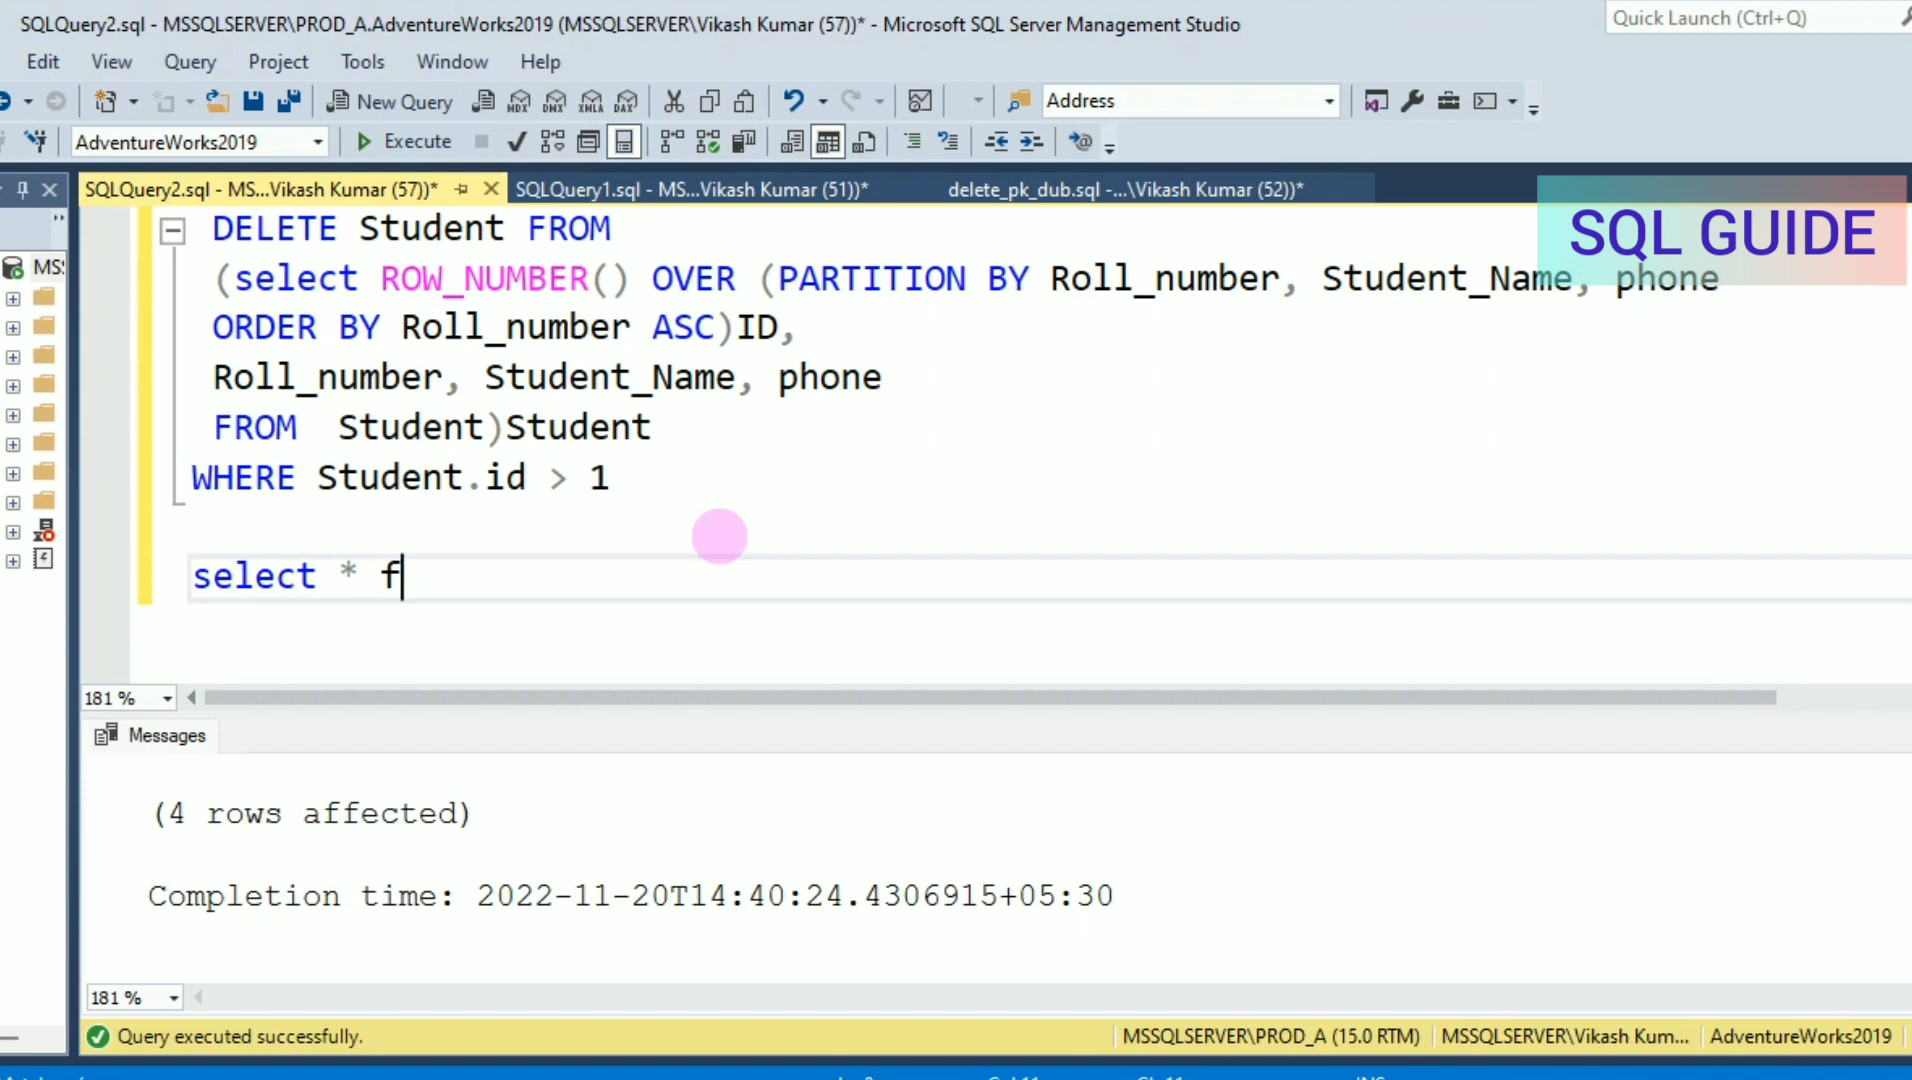 SQLQuery2.sql - MSSQLSERVER\PROD_A.AdventureWorks2019 (MSSQLSERVER\Vikash Kumar (57))* - Microsoft SQL Server Management Studio
Quick Launch (Ctrl+Q)
Edit View Query Project Tools Window Help
New Query MDX DMX XMLA DAX Address
AdventureWorks2019 Execute
SQLQuery2.sql - MS...Vikash Kumar (57))* SQLQuery1.sql - MS...Vikash Kumar (51))* delete_pk_dub.sql -...\Vikash Kumar (52))*
SQL GUIDE
MS
DELETE Student FROM
(select ROW_NUMBER() OVER (PARTITION BY Roll_number, Student_Name, phone
ORDER BY Roll_number ASC)ID,
Roll_number, Student_Name, phone
FROM  Student)Student
WHERE Student.id > 1
select * f
181 %
Messages
(4 rows affected)
Completion time: 2022-11-20T14:40:24.4306915+05:30
181 %
Query executed successfully. MSSQLSERVER\PROD_A (15.0 RTM) MSSQLSERVER\Vikash Kum... AdventureWorks2019